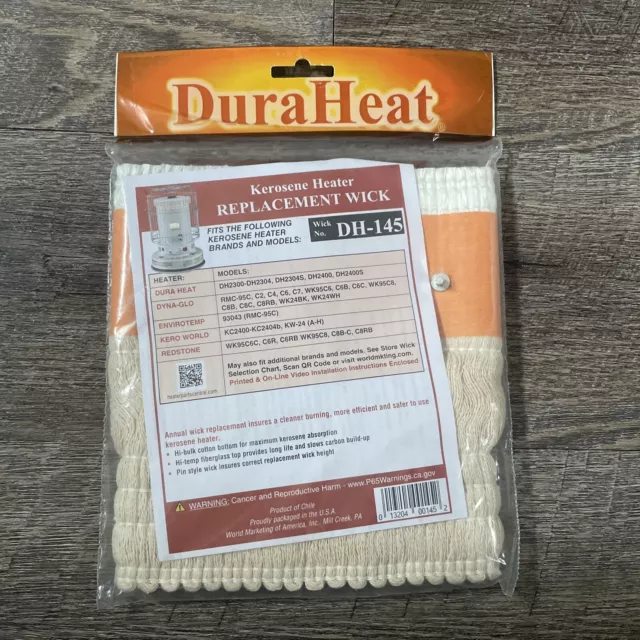 DuraHeat
Kerosene Heater
REPLACEMENT WICK
FITS THE FOLLOWING
KEROSENE HEATER
BRANDS AND MODELS:
Wick No. DH-145
HEATER: MODELS:
DURA HEAT DH2300-DH2304, DH2304S, DH2400, DH2400S
DYNA-GLO RMC-95C, C2, C4, C6, C7, WK95C6, C6B, C6C, WK95C8,
C8B, C8C, C8RB, WK24BK, WK24WH
ENVIROTEMP 93043 (RMC-95C)
KERO WORLD KC2400-KC2404b, KW-24 (A-H)
REDSTONE WK95C6C, C6R, C6RB WK95C8, C8B-C, C8RB
May also fit additional brands and models. See Store Wick
Selection Chart, Scan QR Code or visit worldmkting.com.
Printed & On-Line Video Installation Instructions Enclosed
heaterpartscentral.com
Annual wick replacement insures a cleaner burning, more efficient and safer to use
kerosene heater.
• Hi-bulk cotton bottom for maximum kerosene absorption
• Hi-temp fiberglass top provides long life and slows carbon build-up
• Pin style wick insures correct replacement wick height
WARNING: Cancer and Reproductive Harm - www.P65Warnings.ca.gov
Product of Chile
Proudly packaged in the U.S.A.
World Marketing of America, Inc., Mill Creek, PA
0 13204 00145 2